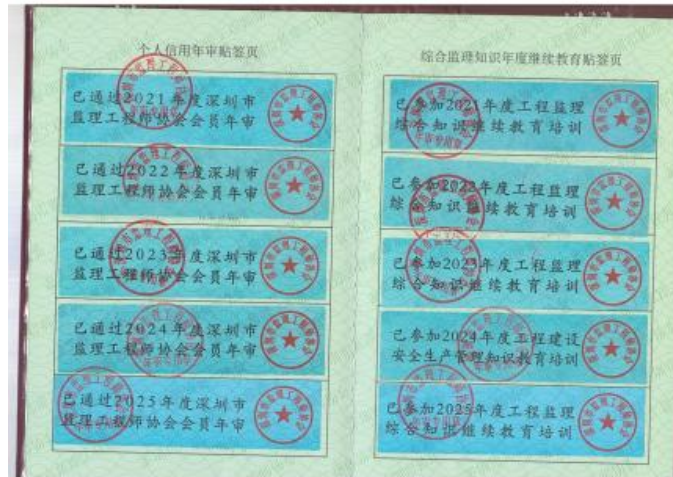 个人信用年审贴签页
已通过2021年度深圳市
监理工程师协会会员年审
已通过2022年度深圳市
监理工程师协会会员年审
已通过2023年度深圳市
监理工程师协会会员年审
已通过2024年度深圳市
监理工程师协会会员年审
已通过2025年度深圳市
监理工程师协会会员年审
综合监理知识年度继续教育贴签页
已参加2021年度工程监理
综合知识继续教育培训
已参加2022年度工程监理
综合知识继续教育培训
已参加2023年度工程监理
综合知识继续教育培训
已参加2024年度工程建设
安全生产管理知识教育培训
已参加2025年度工程监理
综合知识继续教育培训